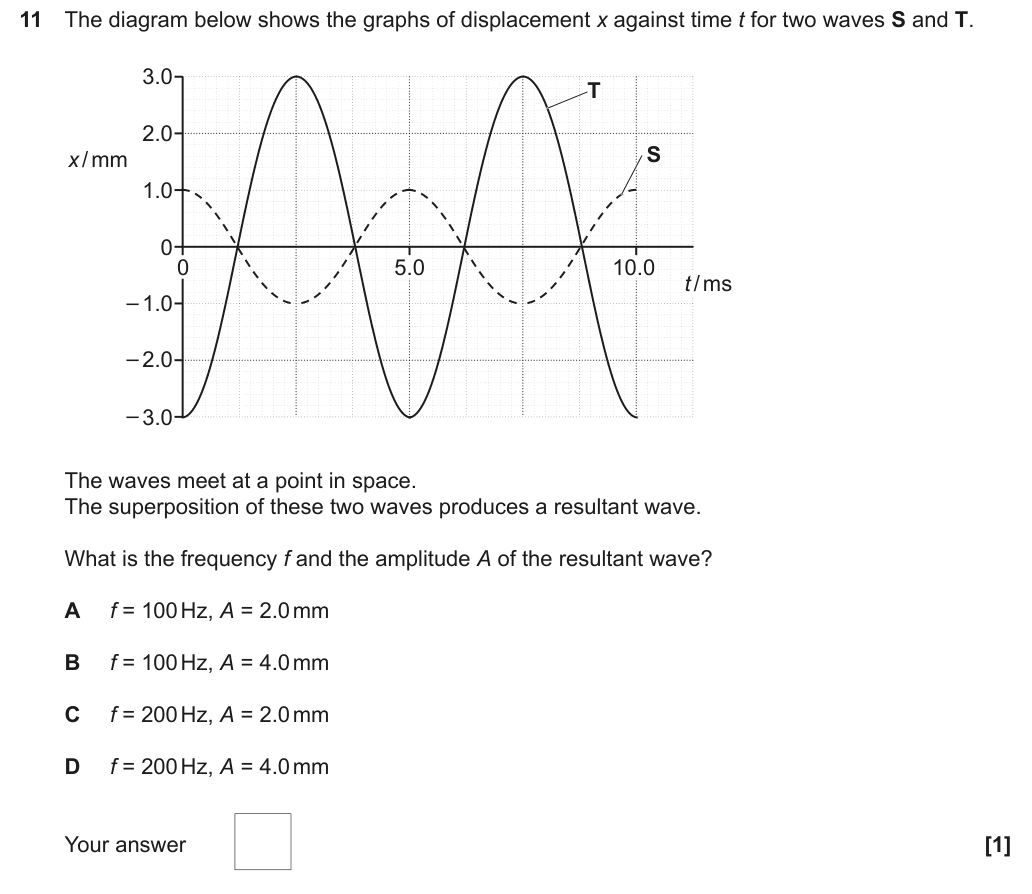 11 The diagram below shows the graphs of displacement x against time t for two waves S and T.
3.0
T
2.0
x/mm
S
1.0
0
0
5.0
10.0
t/ms
−1.0
−2.0
−3.0
The waves meet at a point in space.
The superposition of these two waves produces a resultant wave.
What is the frequency f and the amplitude A of the resultant wave?
A f = 100 Hz, A = 2.0 mm
B f = 100 Hz, A = 4.0 mm
C f = 200 Hz, A = 2.0 mm
D f = 200 Hz, A = 4.0 mm
Your answer
[1]